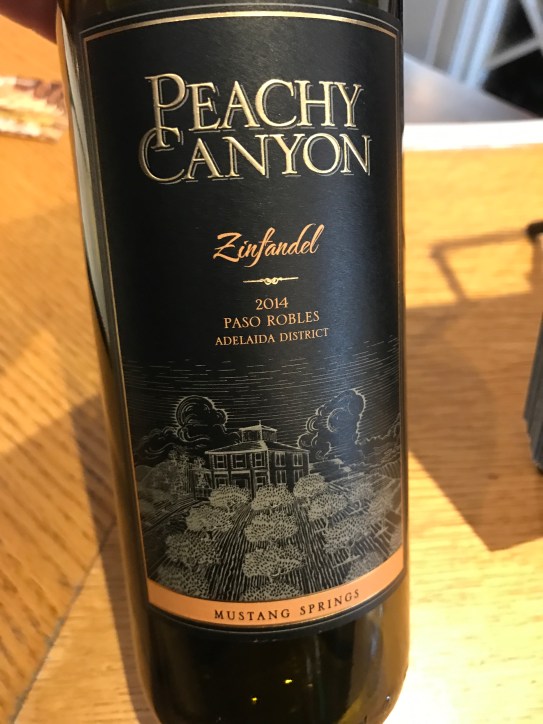 PEACHY
CANYON
Zinfandel
2014
PASO ROBLES
ADELAIDA DISTRICT
MUSTANG SPRINGS